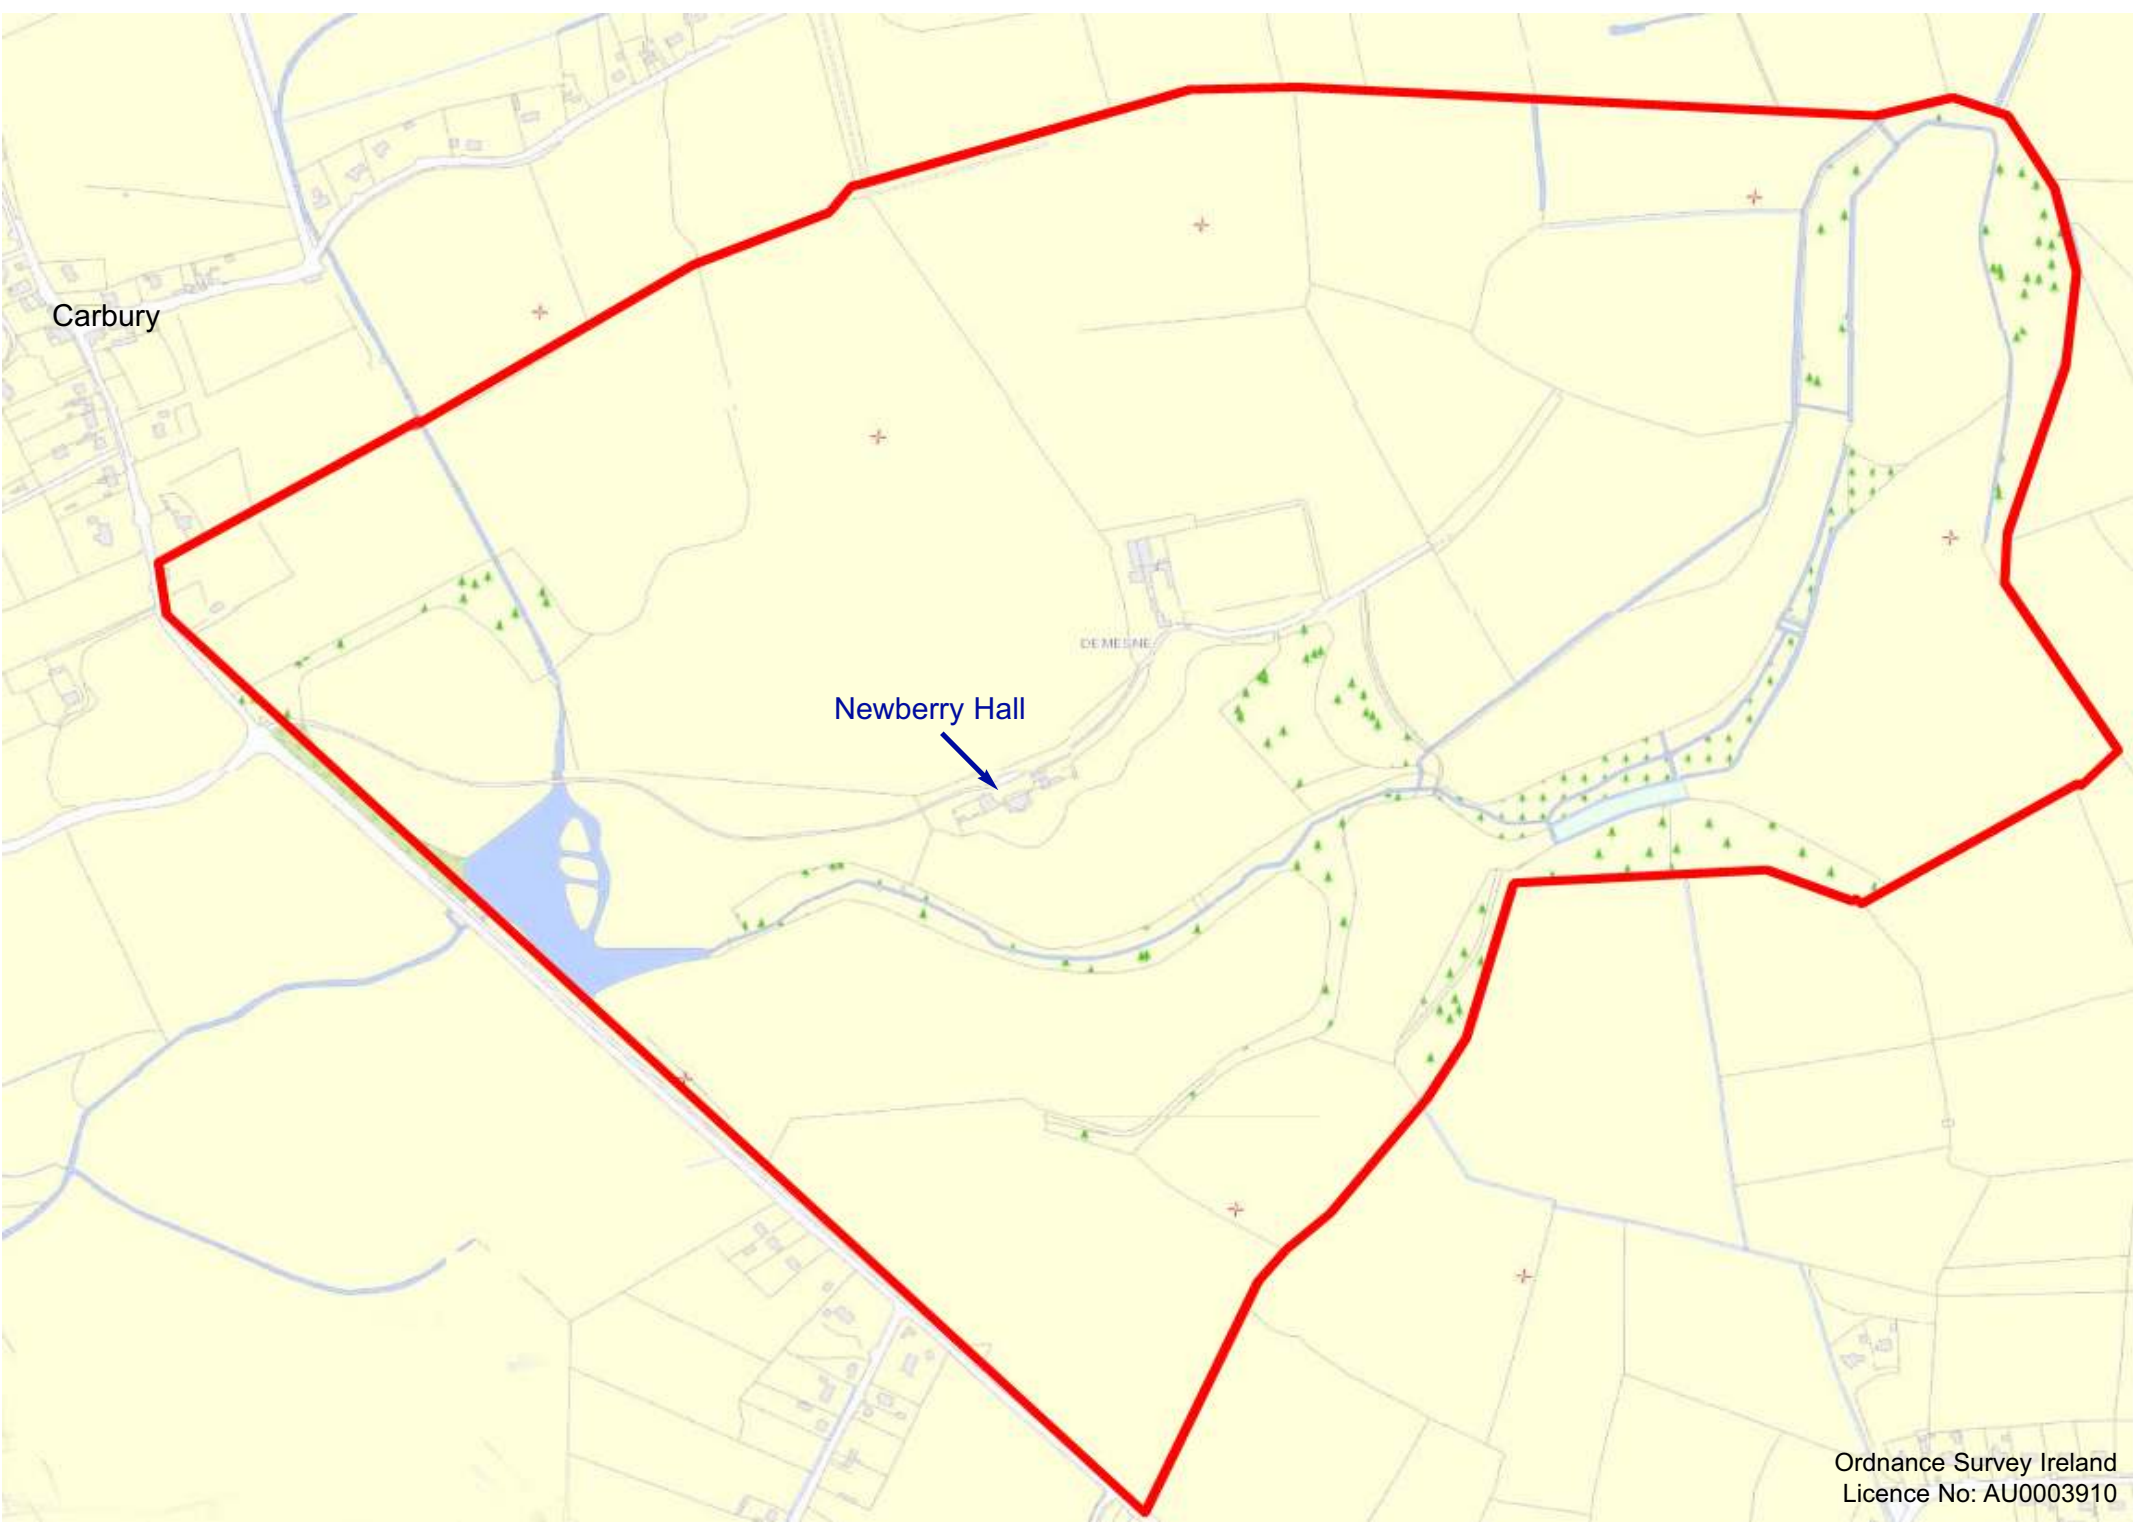 Carbury
DEMESNE
Newberry Hall
Ordnance Survey Ireland
Licence No: AU0003910